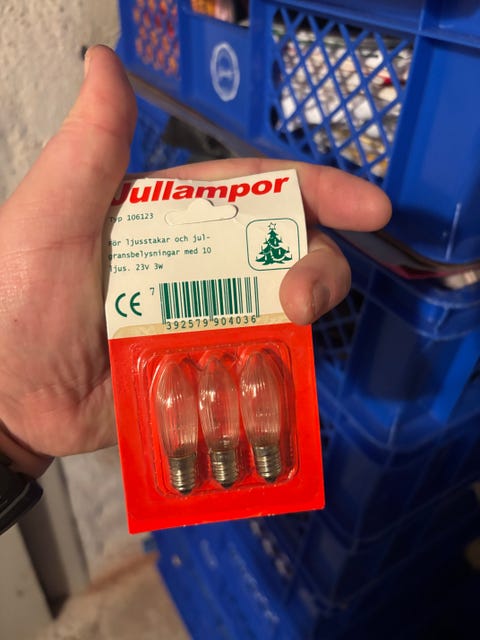 Jullampor
Typ 106123
För ljusstakar och jul-
gransbelysningar med 10
ljus. 23V 3W
CE
7 392579 904036